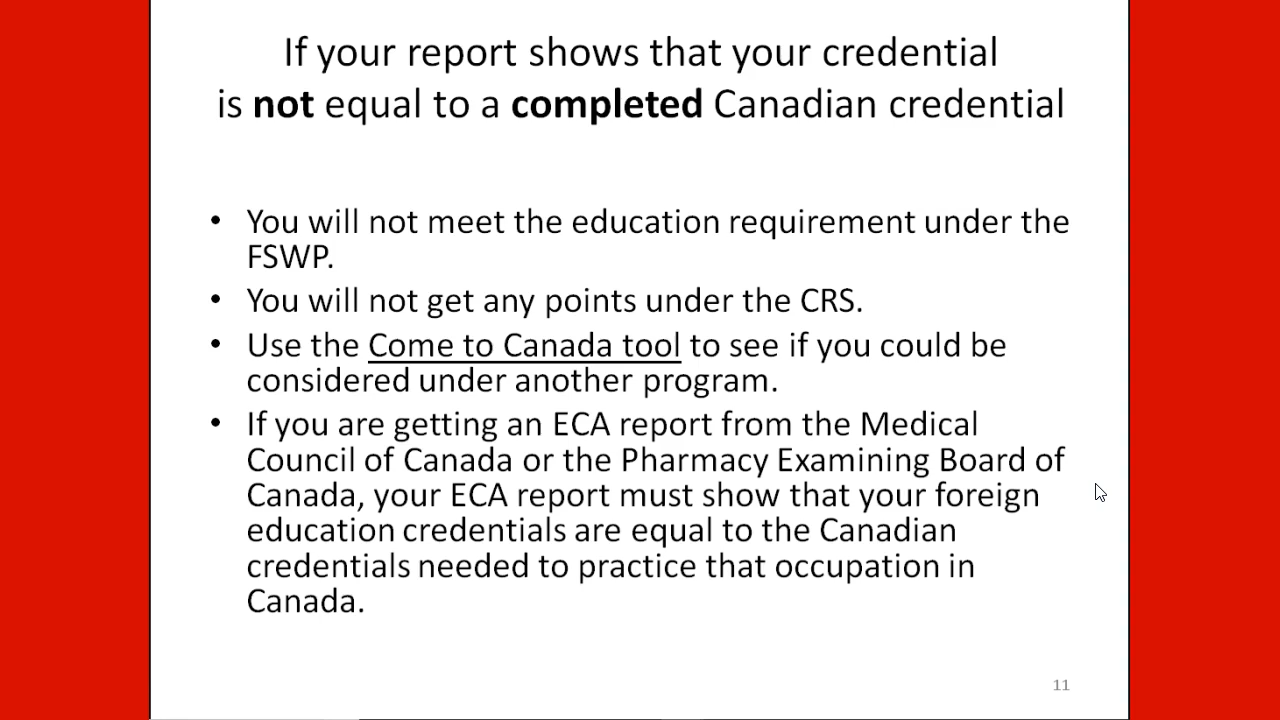 If your report shows that your credential
is not equal to a completed Canadian credential
• You will not meet the education requirement under the
FSWP.
• You will not get any points under the CRS.
• Use the Come to Canada tool to see if you could be
considered under another program.
• If you are getting an ECA report from the Medical
Council of Canada or the Pharmacy Examining Board of
Canada, your ECA report must show that your foreign
education credentials are equal to the Canadian
credentials needed to practice that occupation in
Canada.
11